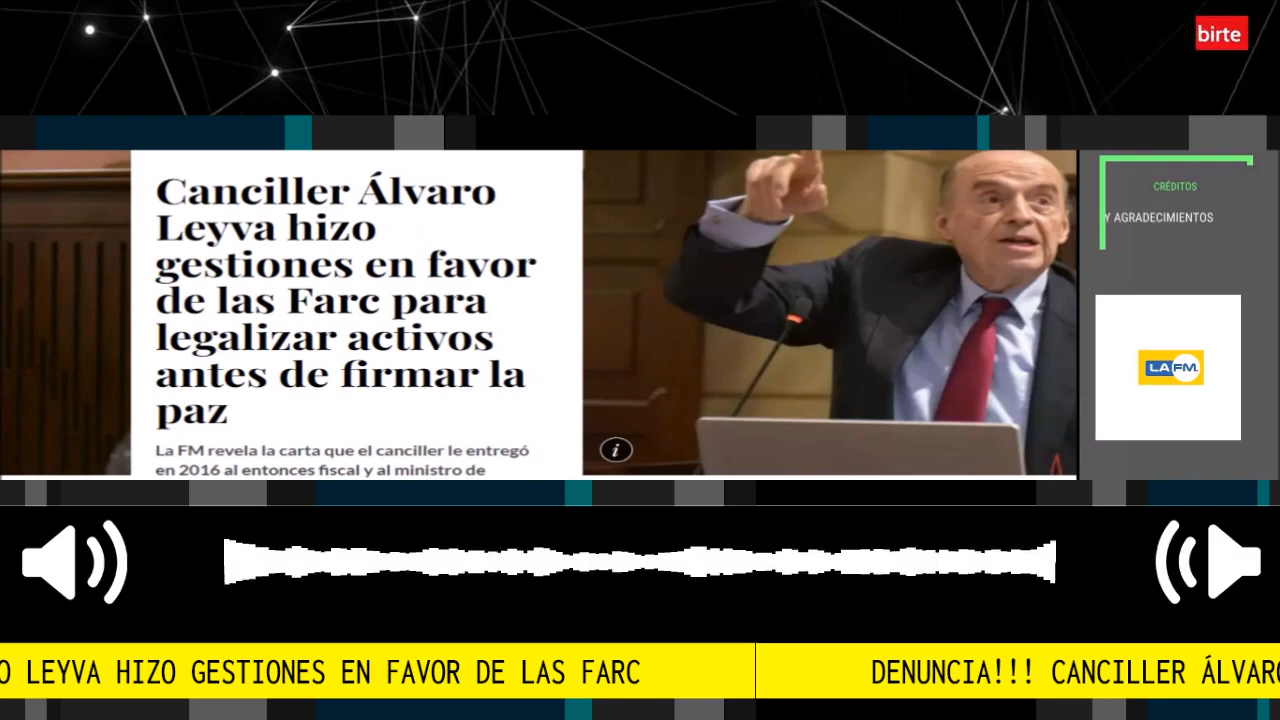 birte
Canciller Álvaro
Leyva hizo
gestiones en favor
de las Farc para
legalizar activos
antes de firmar la
paz
La FM revela la carta que el canciller le entregó
en 2016 al entonces fiscal y al ministro de
i
CRÉDITOS
Y AGRADECIMIENTOS
LA FM.
O LEYVA HIZO GESTIONES EN FAVOR DE LAS FARC
DENUNCIA!!! CANCILLER ÁLVARO